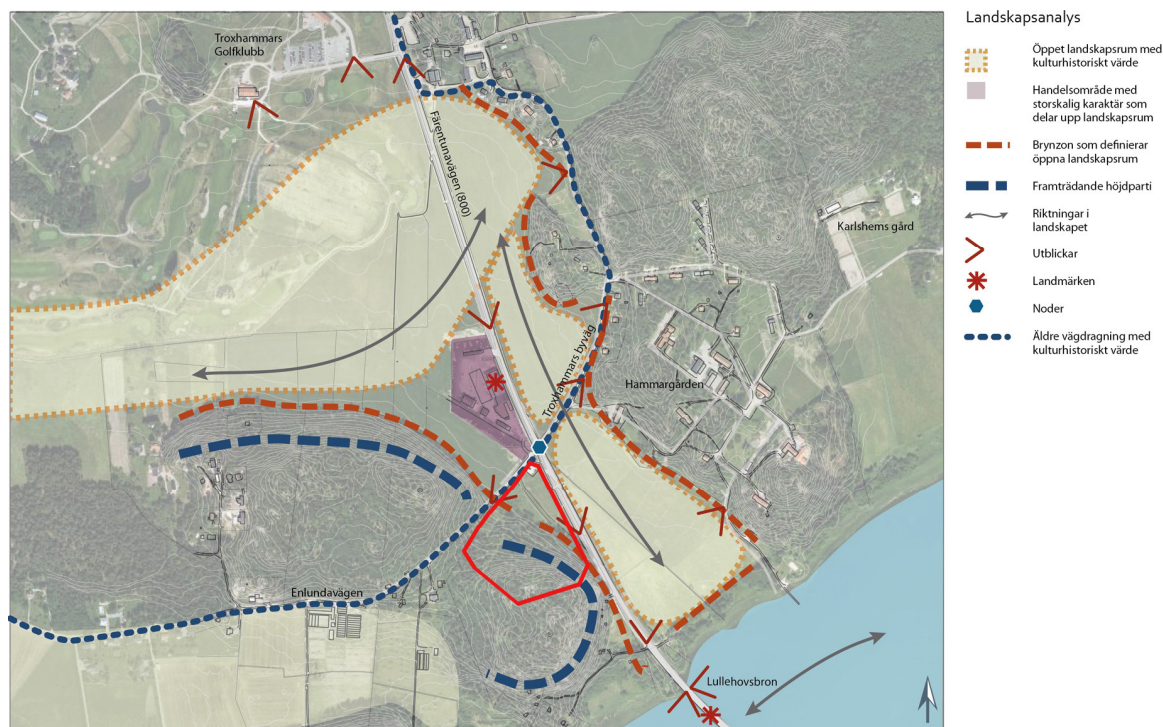 Troxhammars
Golfklubb
Färentunavägen (800)
Karlshems gård
Troxhammars byväg
Hammargården
Enlundavägen
Lullehovsbron
Landskapsanalys
Öppet landskapsrum med
kulturhistoriskt värde
Handelsområde med
storskalig karaktär som
delar upp landskapsrum
Brynzon som definierar
öppna landskapsrum
Framträdande höjdparti
Riktningar i
landskapet
Utblickar
Landmärken
Noder
Äldre vägdragning med
kulturhistoriskt värde